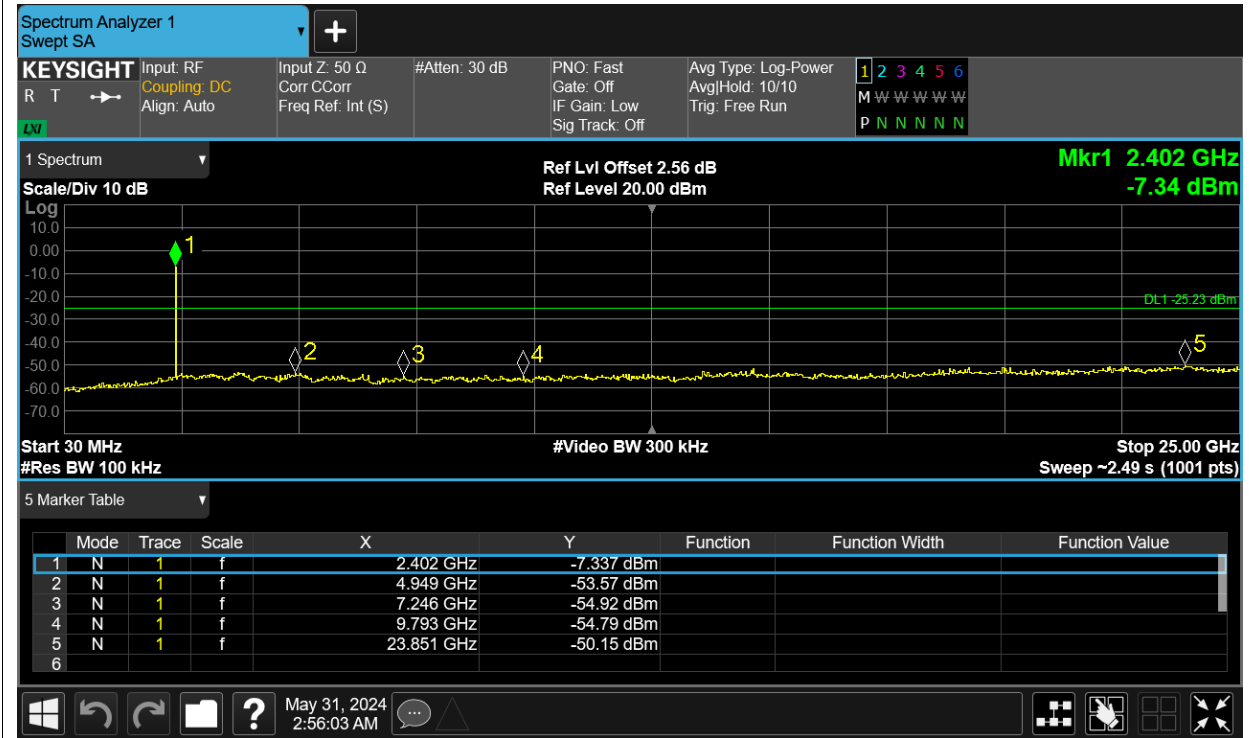 Spectrum Analyzer 1
Swept SA
+
KEYSIGHT Input: RF Input Z: 50 Ω #Atten: 30 dB PNO: Fast Avg Type: Log-Power 1 2 3 4 5 6
R T Coupling: DC Corr CCorr Gate: Off Avg|Hold: 10/10 M W W W W W
Align: Auto Freq Ref: Int (S) IF Gain: Low Trig: Free Run
LXI Sig Track: Off P N N N N N
1 Spectrum Ref Lvl Offset 2.56 dB Mkr1 2.402 GHz
Scale/Div 10 dB Ref Level 20.00 dBm -7.34 dBm
Log
10.0
1
0.00
-10.0
-20.0
DL1 -25.23 dBm
-30.0
-40.0
2 3 4 5
-50.0
-60.0
-70.0
Start 30 MHz #Video BW 300 kHz Stop 25.00 GHz
#Res BW 100 kHz Sweep ~2.49 s (1001 pts)
5 Marker Table
Mode Trace Scale X Y Function Function Width Function Value
1 N 1 f 2.402 GHz -7.337 dBm
2 N 1 f 4.949 GHz -53.57 dBm
3 N 1 f 7.246 GHz -54.92 dBm
4 N 1 f 9.793 GHz -54.79 dBm
5 N 1 f 23.851 GHz -50.15 dBm
6
? May 31, 2024
2:56:03 AM